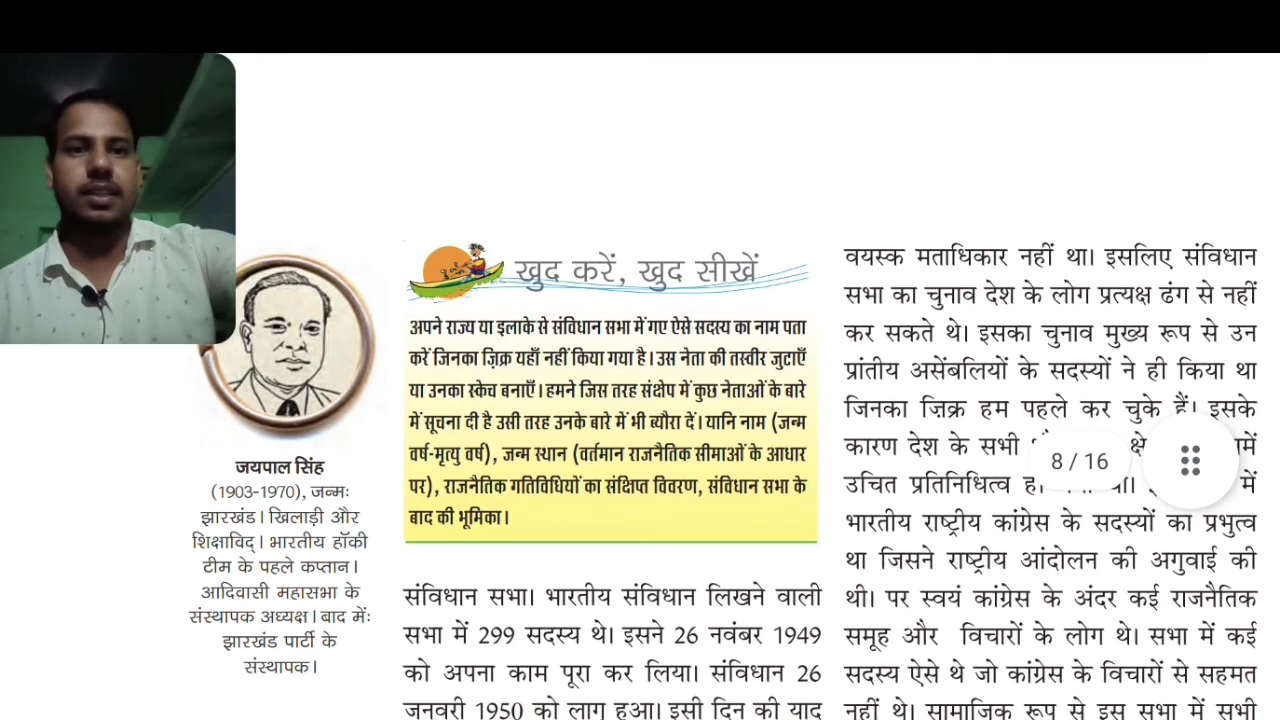 जयपाल सिंह
(1903-1970), जन्मः
झारखंड। खिलाड़ी और
शिक्षाविद्। भारतीय हॉकी
टीम के पहले कप्तान।
आदिवासी महासभा के
संस्थापक अध्यक्ष। बाद मेंः
झारखंड पार्टी के
संस्थापक।
खुद करें, खुद सीखें
अपने राज्य या इलाके से संविधान सभा में गए ऐसे सदस्य का नाम पता
करें जिनका ज़िक्र यहाँ नहीं किया गया है। उस नेता की तस्वीर जुटाएँ
या उनका स्केच बनाएँ। हमने जिस तरह संक्षेप में कुछ नेताओं के बारे
में सूचना दी है उसी तरह उनके बारे में भी ब्यौरा दें। यानि नाम (जन्म
वर्ष-मृत्यु वर्ष), जन्म स्थान (वर्तमान राजनैतिक सीमाओं के आधार
पर), राजनैतिक गतिविधियों का संक्षिप्त विवरण, संविधान सभा के
बाद की भूमिका।
संविधान सभा। भारतीय संविधान लिखने वाली
सभा में 299 सदस्य थे। इसने 26 नवंबर 1949
को अपना काम पूरा कर लिया। संविधान 26
जनवरी 1950 को लागू हुआ। इसी दिन की याद
वयस्क मताधिकार नहीं था। इसलिए संविधान
सभा का चुनाव देश के लोग प्रत्यक्ष ढंग से नहीं
कर सकते थे। इसका चुनाव मुख्य रूप से उन
प्रांतीय असेंबलियों के सदस्यों ने ही किया था
जिनका ज़िक्र हम पहले कर चुके हैं। इसके
कारण देश के सभी में
उचित प्रतिनिधित्व में
भारतीय राष्ट्रीय कांग्रेस के सदस्यों का प्रभुत्व
था जिसने राष्ट्रीय आंदोलन की अगुवाई की
थी। पर स्वयं कांग्रेस के अंदर कई राजनैतिक
समूह और विचारों के लोग थे। सभा में कई
सदस्य ऐसे थे जो कांग्रेस के विचारों से सहमत
नहीं थे। सामाजिक रूप से इस सभा में सभी
8 / 16